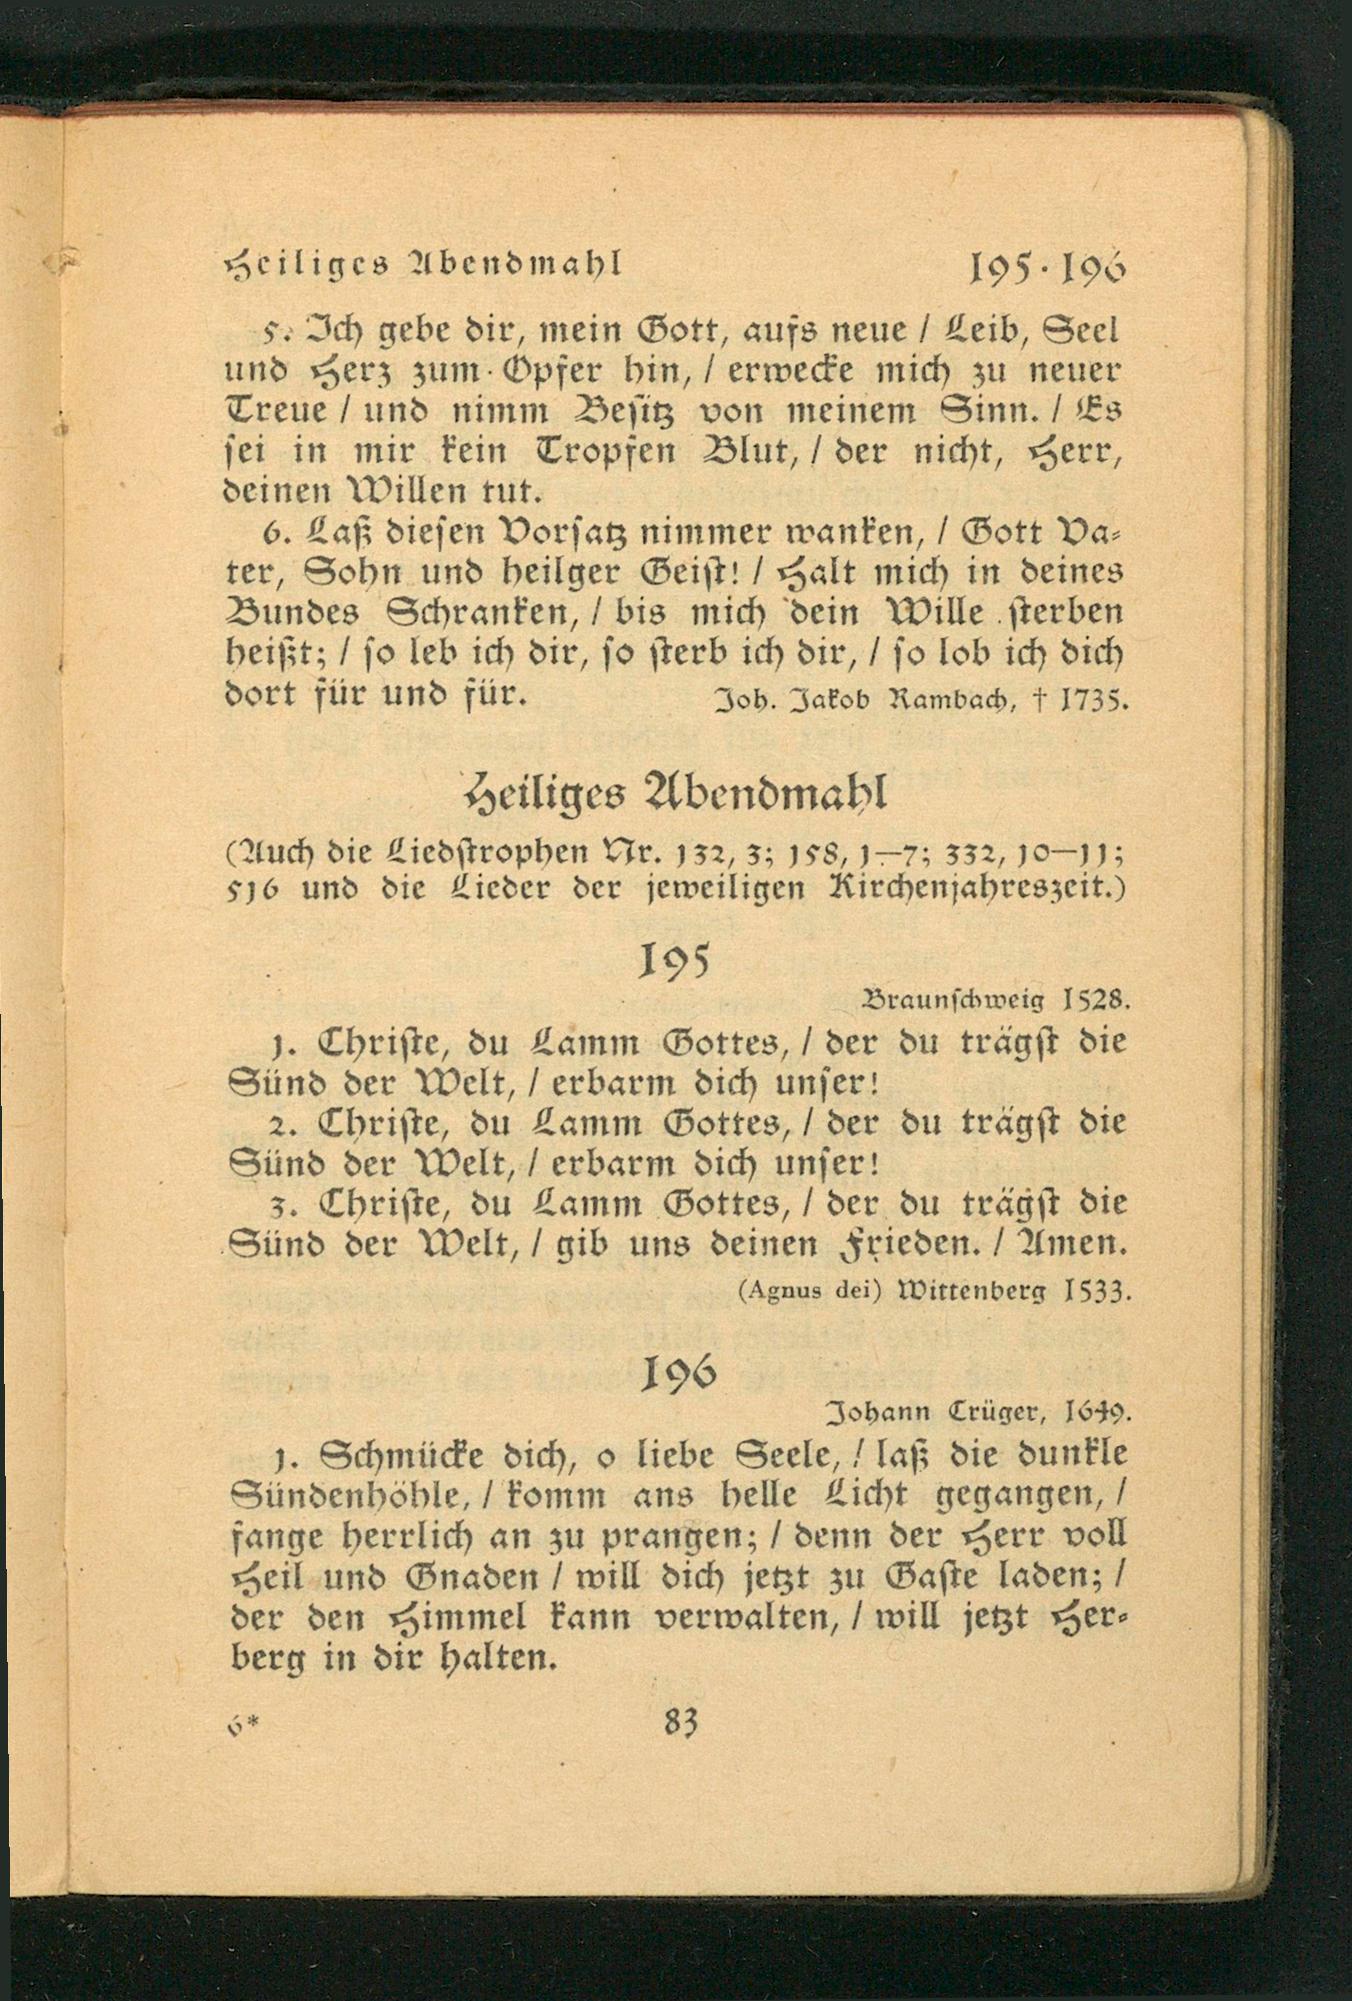 Heiliges Abendmahl 195·196
5. Ich gebe dir, mein Gott, aufs neue / Leib, Seel
und Herz zum Opfer hin, / erwecke mich zu neuer
Treue / und nimm Besitz von meinem Sinn. / Es
sei in mir kein Tropfen Blut, / der nicht, Herr,
deinen Willen tut.
6. Laß diesen Vorsatz nimmer wanken, / Gott Va-
ter, Sohn und heilger Geist! / Halt mich in deines
Bundes Schranken, / bis mich dein Wille sterben
heißt; / so leb ich dir, so sterb ich dir, / so lob ich dich
dort für und für. Joh. Jakob Rambach, † 1735.
Heiliges Abendmahl
(Auch die Liedstrophen Nr. 132, 3; 158, 1—7; 332, 10—11;
516 und die Lieder der jeweiligen Kirchenjahreszeit.)
195
Braunschweig 1528.
1. Christe, du Lamm Gottes, / der du trägst die
Sünd der Welt, / erbarm dich unser!
2. Christe, du Lamm Gottes, / der du trägst die
Sünd der Welt, / erbarm dich unser!
3. Christe, du Lamm Gottes, / der du trägst die
Sünd der Welt, / gib uns deinen Frieden. / Amen.
(Agnus dei) Wittenberg 1533.
196
Johann Crüger, 1649.
1. Schmücke dich, o liebe Seele, / laß die dunkle
Sündenhöhle, / komm ans helle Licht gegangen, /
fange herrlich an zu prangen; / denn der Herr voll
Heil und Gnaden / will dich jetzt zu Gaste laden; /
der den Himmel kann verwalten, / will jetzt Her-
berg in dir halten.
6* 83